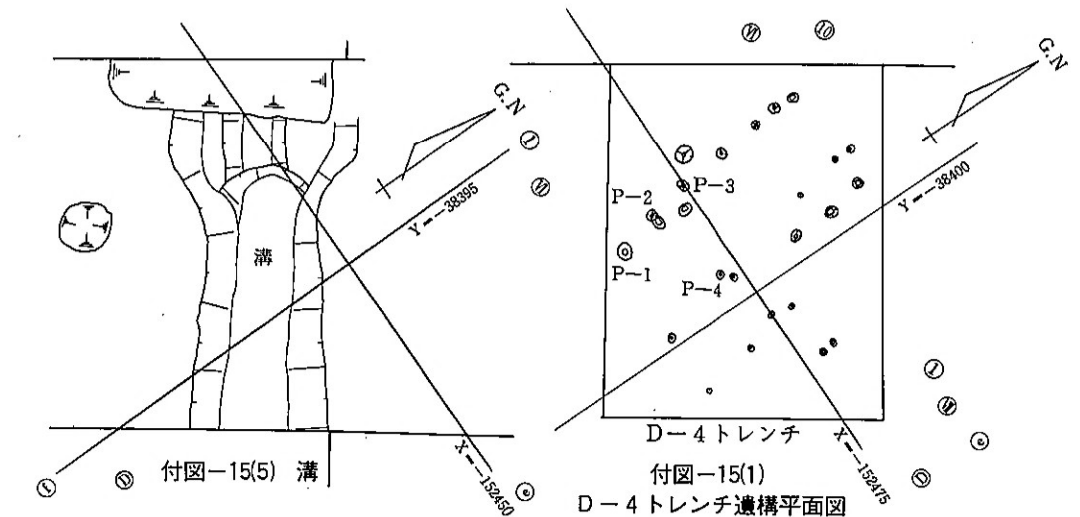 G.N
Y=-38395
溝
X=-152450
付図-15(5) 溝
G.N
P-3
P-2
P-1
P-4
Y=-38400
D-4トレンチ
X=-152475
付図-15(1)
D-4トレンチ遺構平面図